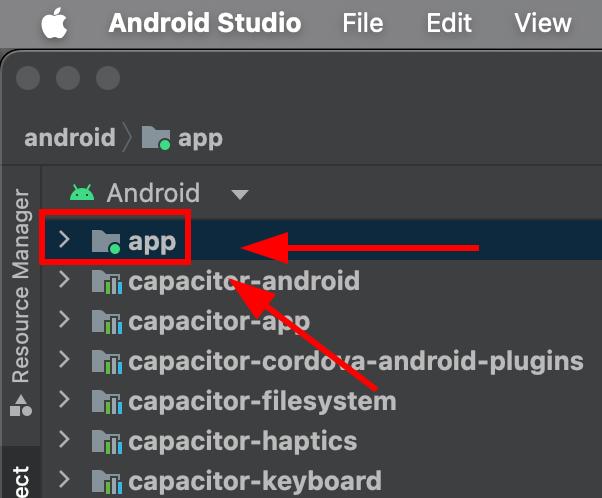 Android Studio File Edit View
android app
Android
app
capacitor-android
capacitor-app
capacitor-cordova-android-plugins
capacitor-filesystem
capacitor-haptics
capacitor-keyboard
Resource Manager